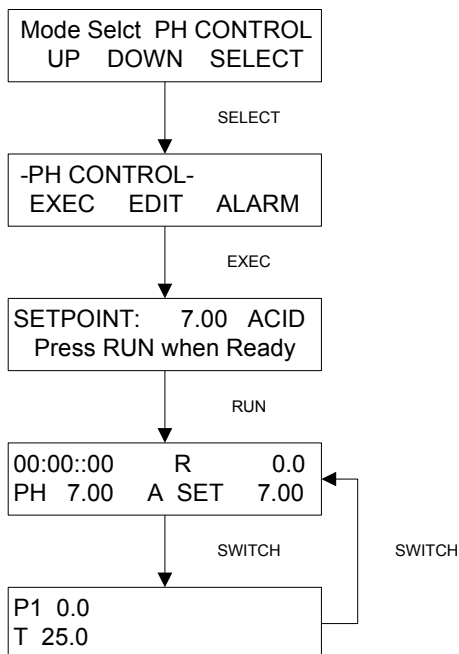 Mode Selct PH CONTROL
UP DOWN SELECT
SELECT
-PH CONTROL-
EXEC EDIT ALARM
EXEC
SETPOINT: 7.00 ACID
Press RUN when Ready
RUN
00:00::00 R 0.0
PH 7.00 A SET 7.00
SWITCH
SWITCH
P1 0.0
T 25.0